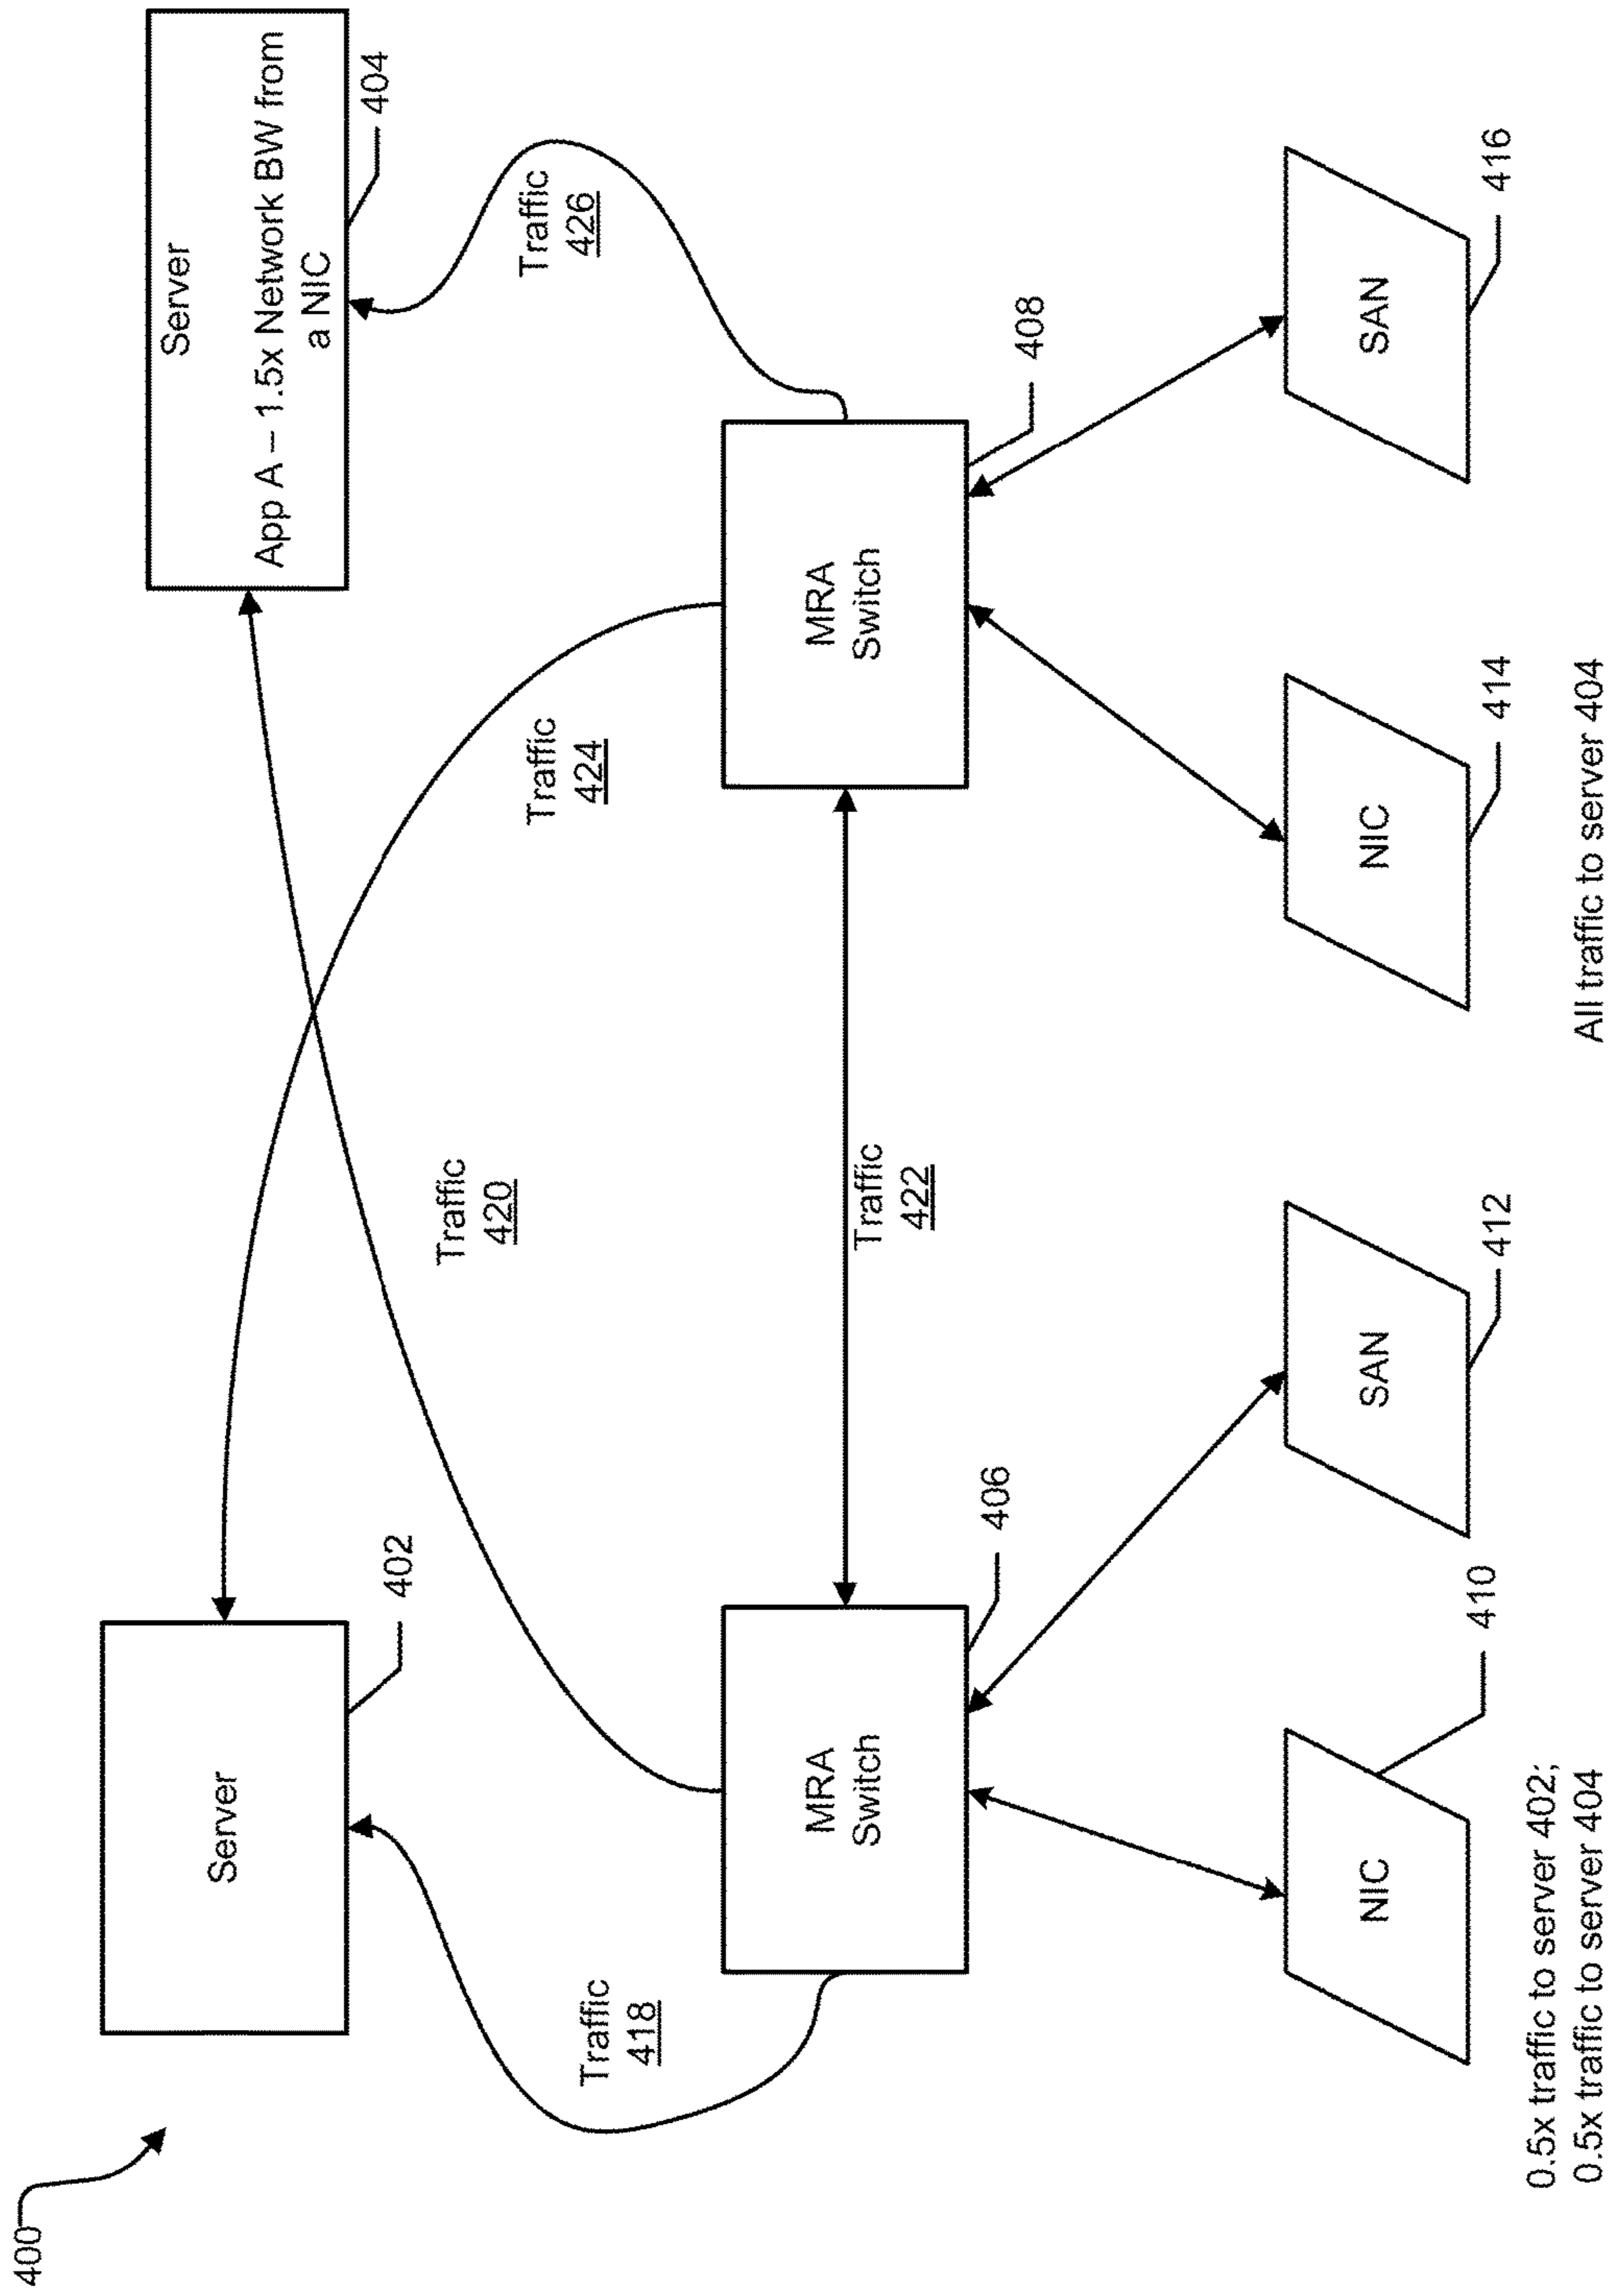 400
Server
402
Server
App A – 1.5x Network BW from
a NIC
404
Traffic
418
Traffic
420
Traffic
424
Traffic
426
MRA
Switch
406
Traffic
422
MRA
Switch
408
NIC
410
SAN
412
NIC
414
SAN
416
0.5x traffic to server 402;
0.5x traffic to server 404
All traffic to server 404